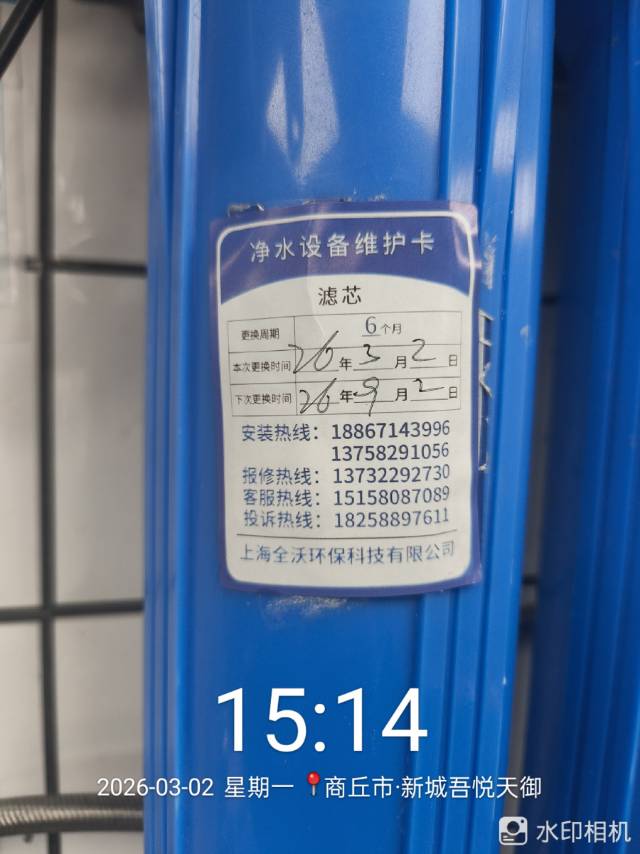 净水设备维护卡
滤芯
更换周期 6个月
本次更换时间 26年3月2日
下次更换时间 26年9月2日
安装热线：18867143996
13758291056
报修热线：13732292730
客服热线：15158087089
投诉热线：18258897611
上海全沃环保科技有限公司
15:14
2026-03-02 星期一 📍商丘市·新城吾悦天御
水印相机